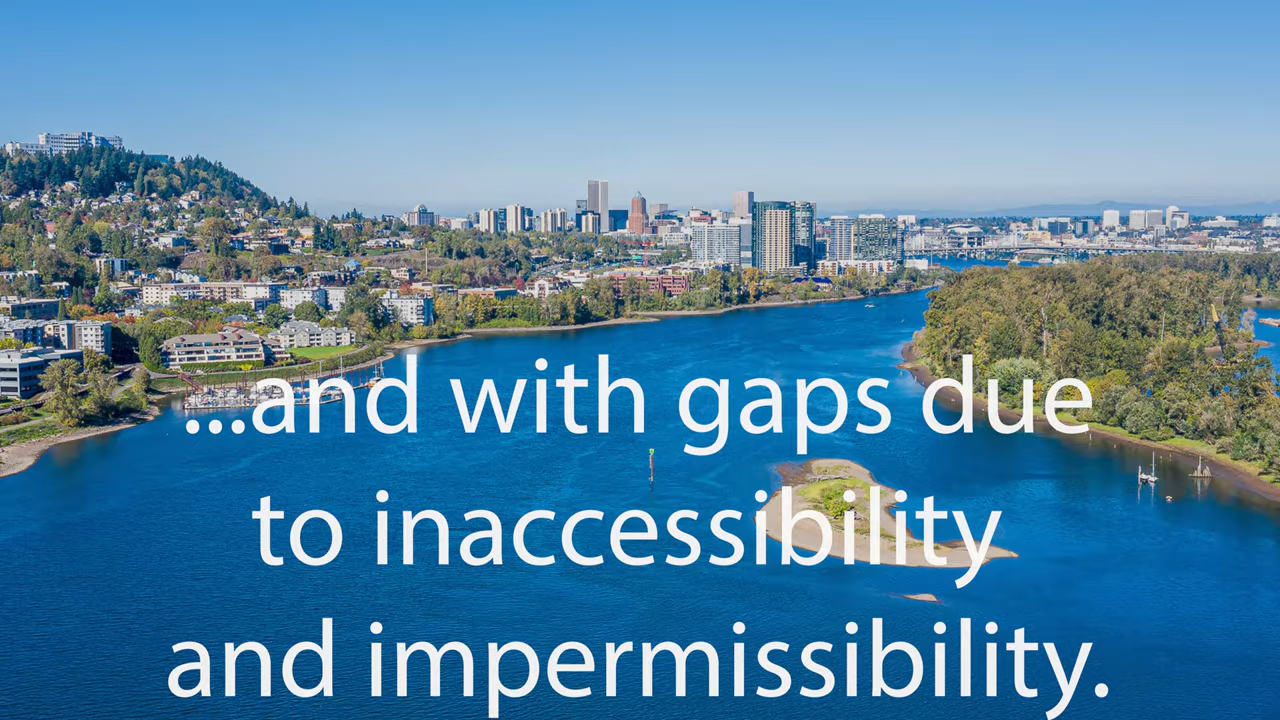 ...and with gaps due
to inaccessibility
and impermissibility.